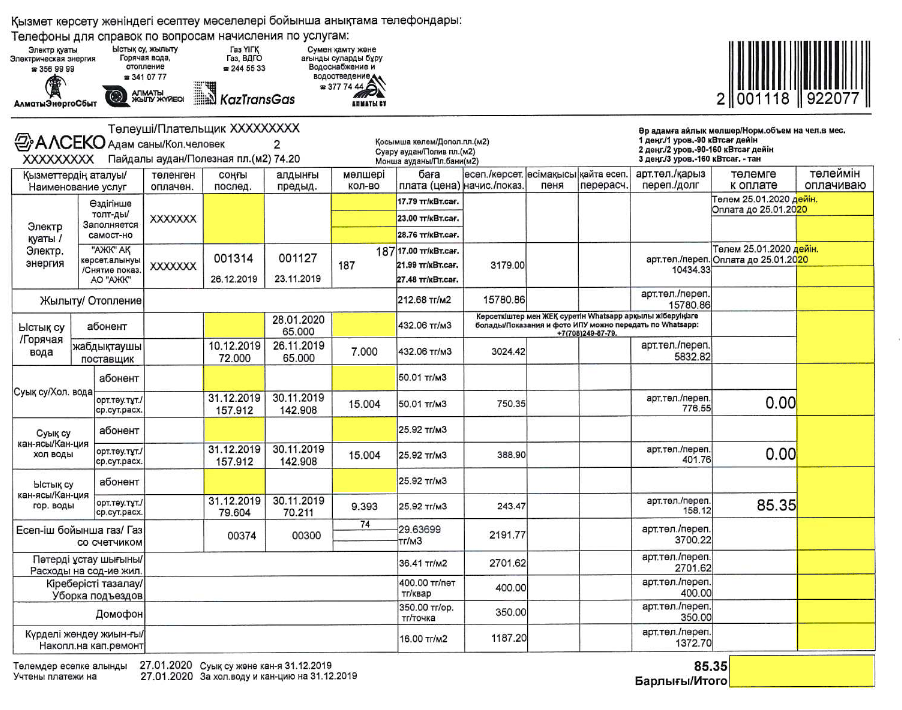 Қызмет көрсету жөніндегі есептеу мәселелері бойынша анықтама телефондары:
Телефоны для справок по вопросам начисления по услугам:
Электр қуаты
Электрическая энергия
☎ 356 99 99
АлматыЭнергоСбыт
Ыстық су, жылыту
Горячая вода,
отопление
☎ 341 07 77
АЛМАТЫ
ЖЫЛУ ЖҮЙЕСІ
Газ ҮІГҚ
Газ, ВДГО
☎ 244 55 33
KazTransGas
Сумен қамту және
ағынды суларды бұру
Водоснабжение и
водоотведение
☎ 377 74 44
АЛМАТЫ СУ
2 001118 922077
АЛСЕКО
XXXXXXXXX
Төлеуші/Плательщик XXXXXXXXX
Адам саны/Кол.человек 2
Пайдалы аудан/Полезная пл.(м2) 74.20
Қосымша көлем/Допол.пл.(м2)
Суару ауданы/Полив пл.(м2)
Монша ауданы/Пл.бани(м2)
Әр адамға айлық мөлшер/Норм.объем на чел.в мес.
1 деңг./1 уров.-90 кВтсағ дейін
2 деңг./2 уров.-90-160 кВтсағ дейін
3 деңг./3 уров.-160 кВтсағ. - тан
Қызметтердің аталуы/ Наименование услуг
төленген оплачен.
соңғы послед.
алдыңғы предыд.
мөлшері кол-во
баға плата (цена)
есеп./көрсет. начис./показ.
өсімақысы пеня
қайта есеп. перерасч.
арт.төл./қарыз переп./долг
төлемге к оплате
төлеймін оплачиваю
Электр қуаты / Электр. энергия
Өздігінше толт-ды/ Заполняется самост-но
XXXXXXX
17.79 тг/кВт.сағ.
23.00 тг/кВт.сағ.
28.76 тг/кВт.сағ.
Төлем 25.01.2020 дейін.
Оплата до 25.01.2020
"АЖК" АҚ көрсет.алынуы /Снятие показ. АО "АЖК"
XXXXXXX
001314
26.12.2019
001127
23.11.2019
187
187
17.00 тг/кВт.сағ.
21.99 тг/кВт.сағ.
27.48 тг/кВт.сағ.
3179.00
арт.төл./переп.
10434.33
Төлем 25.01.2020 дейін.
Оплата до 25.01.2020
Жылыту/ Отопление
212.68 тг/м2
15780.86
арт.төл./переп.
15780.86
Ыстық су /Горячая вода
абонент
28.01.2020
65.000
432.06 тг/м3
Көрсеткіштер мен ЖЕҚ суретін Whatsapp арқылы жіберуіңізге
болады/Показания и фото ИПУ можно передать по Whatsapp:
+7(708)249-87-79.
жабдықтаушы поставщик
10.12.2019
72.000
26.11.2019
65.000
7.000
432.06 тг/м3
3024.42
арт.төл./переп.
5832.82
Суық су/Хол. вода
абонент
50.01 тг/м3
орт.тәу.тұт./ ср.сут.расх.
31.12.2019
157.912
30.11.2019
142.908
15.004
50.01 тг/м3
750.35
арт.төл./переп.
776.55
0.00
Суық су кан-ясы/Кан-ция хол воды
абонент
25.92 тг/м3
орт.тәу.тұт./ ср.сут.расх.
31.12.2019
157.912
30.11.2019
142.908
15.004
25.92 тг/м3
388.90
арт.төл./переп.
401.76
0.00
Ыстық су кан-ясы/Кан-ция гор. воды
абонент
25.92 тг/м3
орт.тәу.тұт./ ср.сут.расх.
31.12.2019
79.604
30.11.2019
70.211
9.393
25.92 тг/м3
243.47
арт.төл./переп.
158.12
85.35
Есеп-іш бойынша газ/ Газ со счетчиком
00374
00300
74
29.63699 тг/м3
2191.77
арт.төл./переп.
3700.22
Пәтерді ұстау шығыны/ Расходы на сод-ие жил.
36.41 тг/м2
2701.62
арт.төл./переп.
2701.62
Кіреберісті тазалау/ Уборка подъездов
400.00 тг/пәт тг/квар
400.00
арт.төл./переп.
400.00
Домофон
350.00 тг/ор. тг/точка
350.00
арт.төл./переп.
350.00
Күрделі жөндеу жиын-ғы/ Накопл.на кап.ремонт
16.00 тг/м2
1187.20
арт.төл./переп.
1372.70
Төлемдер есепке алынды 27.01.2020 Суық су және кан-я 31.12.2019
Учтены платежи на 27.01.2020 За хол.воду и кан-цию на 31.12.2019
85.35
Барлығы/Итого